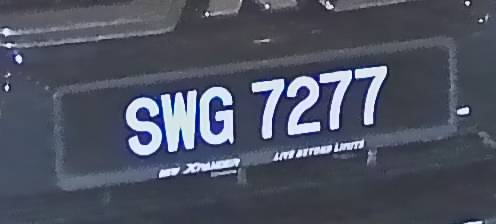 SWG 7277
NEW XPANDER LIVE BEYOND LIMITS